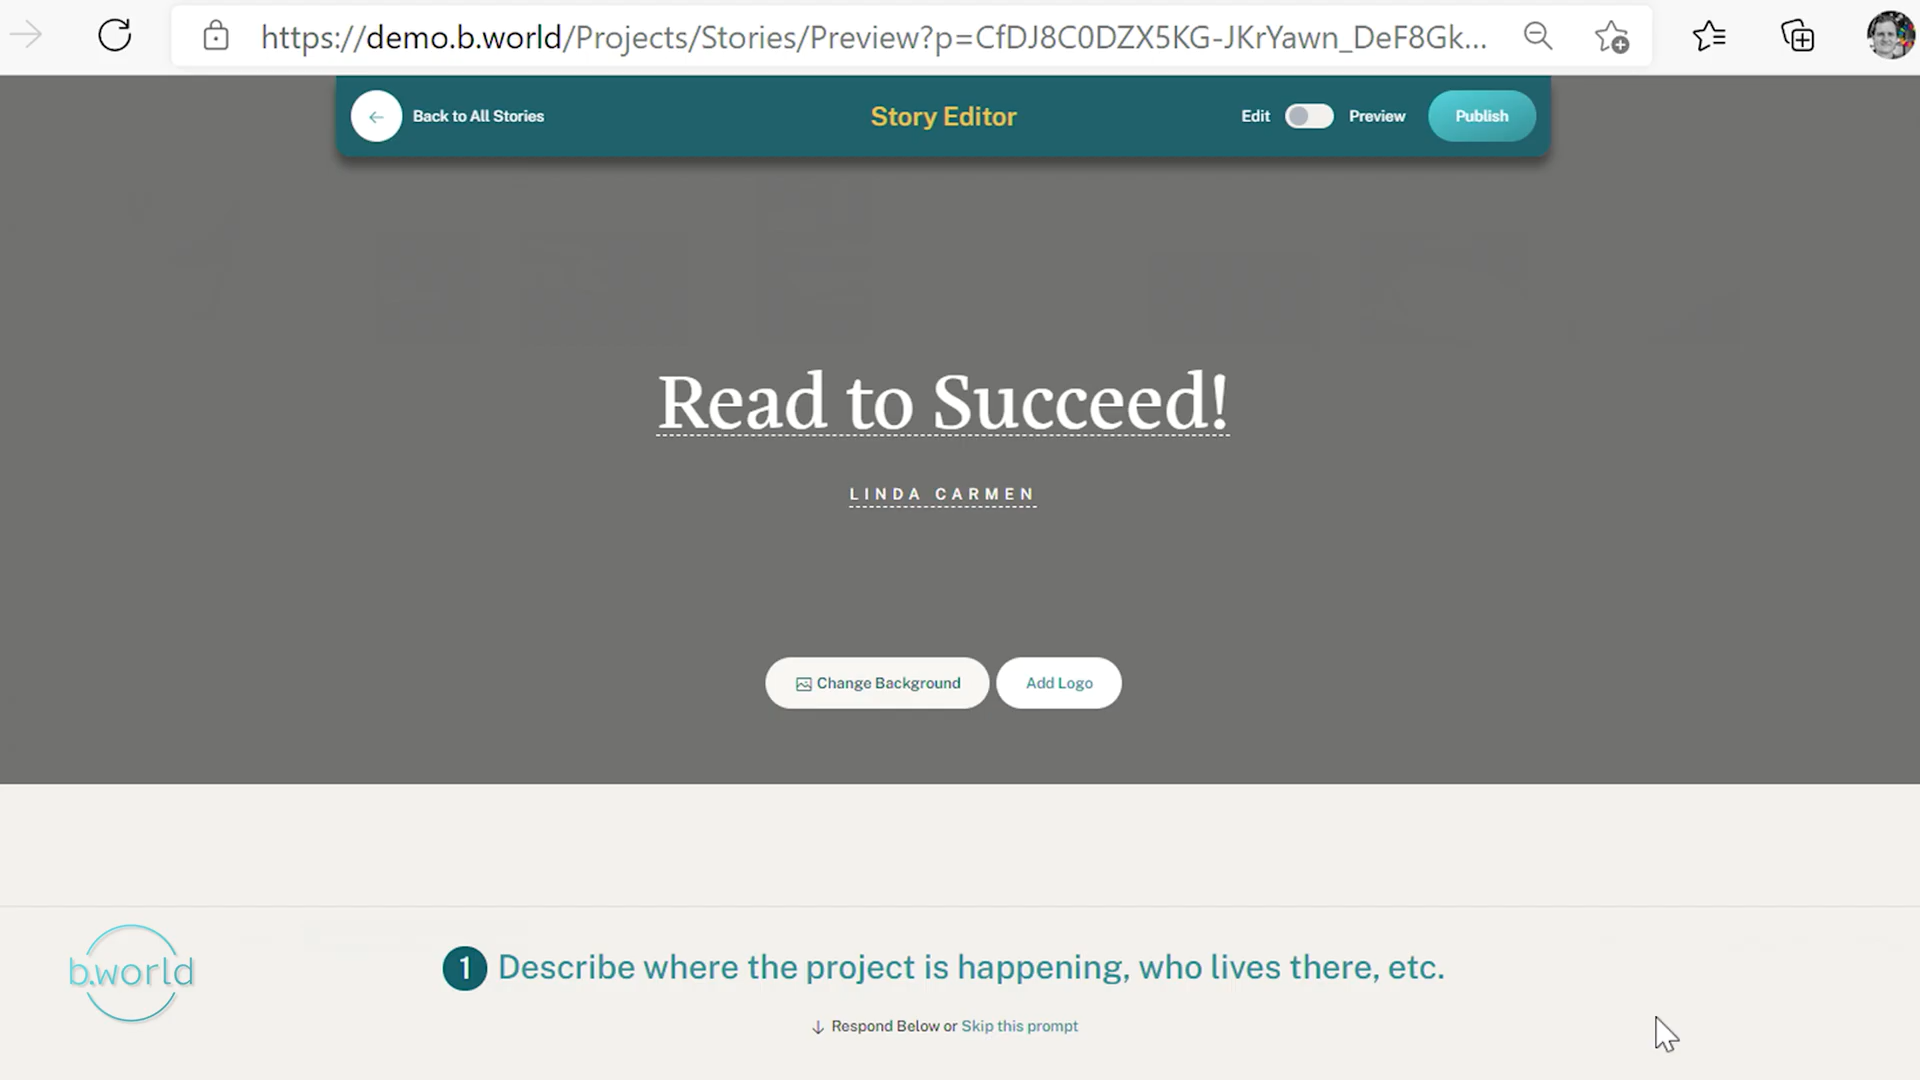 https://demo.b.world/Projects/Stories/Preview?p=CfDJ8C0DZX5KG-JKrYawn_DeF8Gk...
Back to All Stories
Story Editor
Edit
Preview
Publish
Read to Succeed!
LINDA CARMEN
Change Background
Add Logo
b.world
1 Describe where the project is happening, who lives there, etc.
↓ Respond Below or Skip this prompt